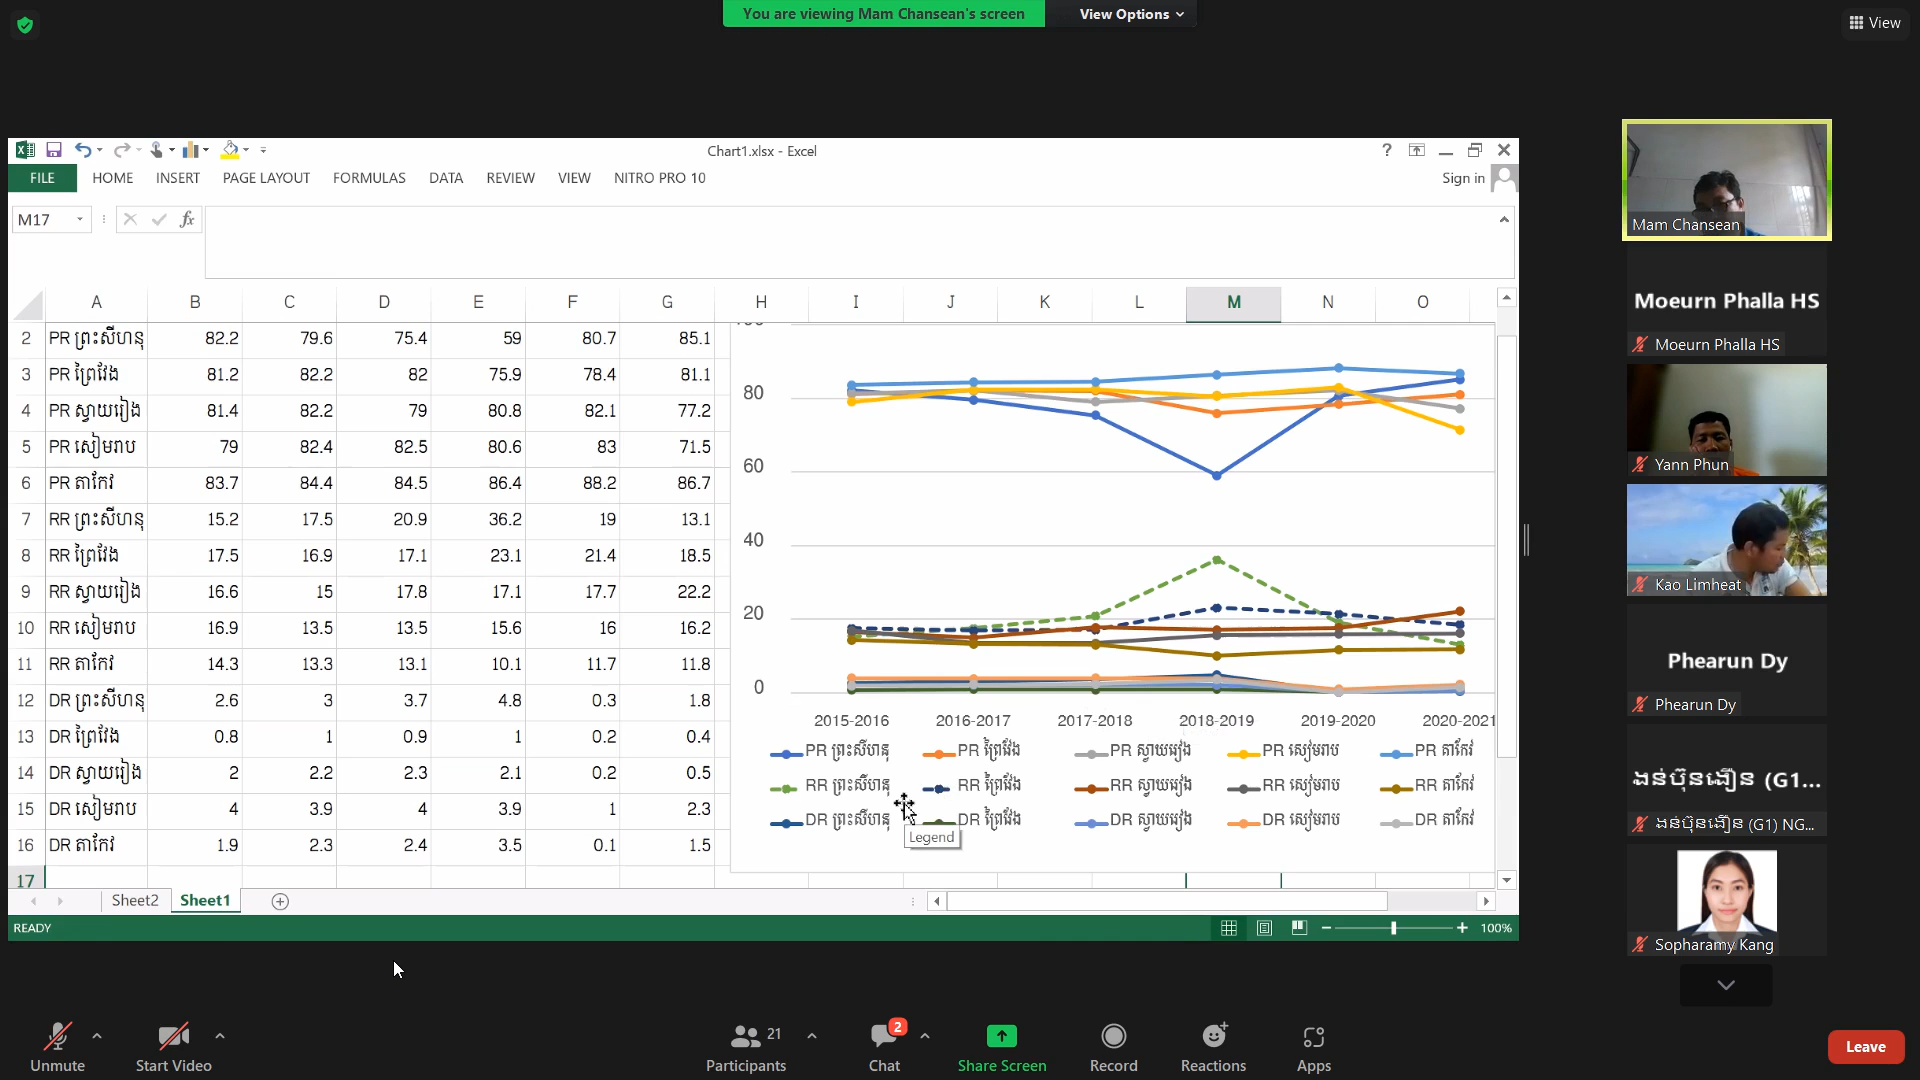 You are viewing Mam Chansean's screen
View Options
View
Chart1.xlsx - Excel
FILE HOME INSERT PAGE LAYOUT FORMULAS DATA REVIEW VIEW NITRO PRO 10
Sign in
M17
fx
A B C D E F G H I J K L M N O
2 PR ព្រះសីហនុ 82.2 79.6 75.4 59 80.7 85.1
3 PR ព្រៃវែង 81.2 82.2 82 75.9 78.4 81.1
4 PR ស្វាយរៀង 81.4 82.2 79 80.8 82.1 77.2
5 PR សៀមរាប 79 82.4 82.5 80.6 83 71.5
6 PR តាកែវ 83.7 84.4 84.5 86.4 88.2 86.7
7 RR ព្រះសីហនុ 15.2 17.5 20.9 36.2 19 13.1
8 RR ព្រៃវែង 17.5 16.9 17.1 23.1 21.4 18.5
9 RR ស្វាយរៀង 16.6 15 17.8 17.1 17.7 22.2
10 RR សៀមរាប 16.9 13.5 13.5 15.6 16 16.2
11 RR តាកែវ 14.3 13.3 13.1 10.1 11.7 11.8
12 DR ព្រះសីហនុ 2.6 3 3.7 4.8 0.3 1.8
13 DR ព្រៃវែង 0.8 1 0.9 1 0.2 0.4
14 DR ស្វាយរៀង 2 2.2 2.3 2.1 0.2 0.5
15 DR សៀមរាប 4 3.9 4 3.9 1 2.3
16 DR តាកែវ 1.9 2.3 2.4 3.5 0.1 1.5
17
80
60
40
20
0
2015-2016 2016-2017 2017-2018 2018-2019 2019-2020 2020-2021
PR ព្រះសីហនុ PR ព្រៃវែង PR ស្វាយរៀង PR សៀមរាប PR តាកែវ
RR ព្រះសីហនុ RR ព្រៃវែង RR ស្វាយរៀង RR សៀមរាប RR តាកែវ
DR ព្រះសីហនុ DR ព្រៃវែង DR ស្វាយរៀង DR សៀមរាប DR តាកែវ
Legend
Sheet2 Sheet1
READY
100%
Mam Chansean
Moeurn Phalla HS
Moeurn Phalla HS
Yann Phun
Kao Limheat
Phearun Dy
Phearun Dy
ងន់ប៊ុនងឿន (G1...
ងន់ប៊ុនងឿន (G1) NG...
Sopharamy Kang
Unmute
Start Video
21
Participants
2
Chat
Share Screen
Record
Reactions
Apps
Leave